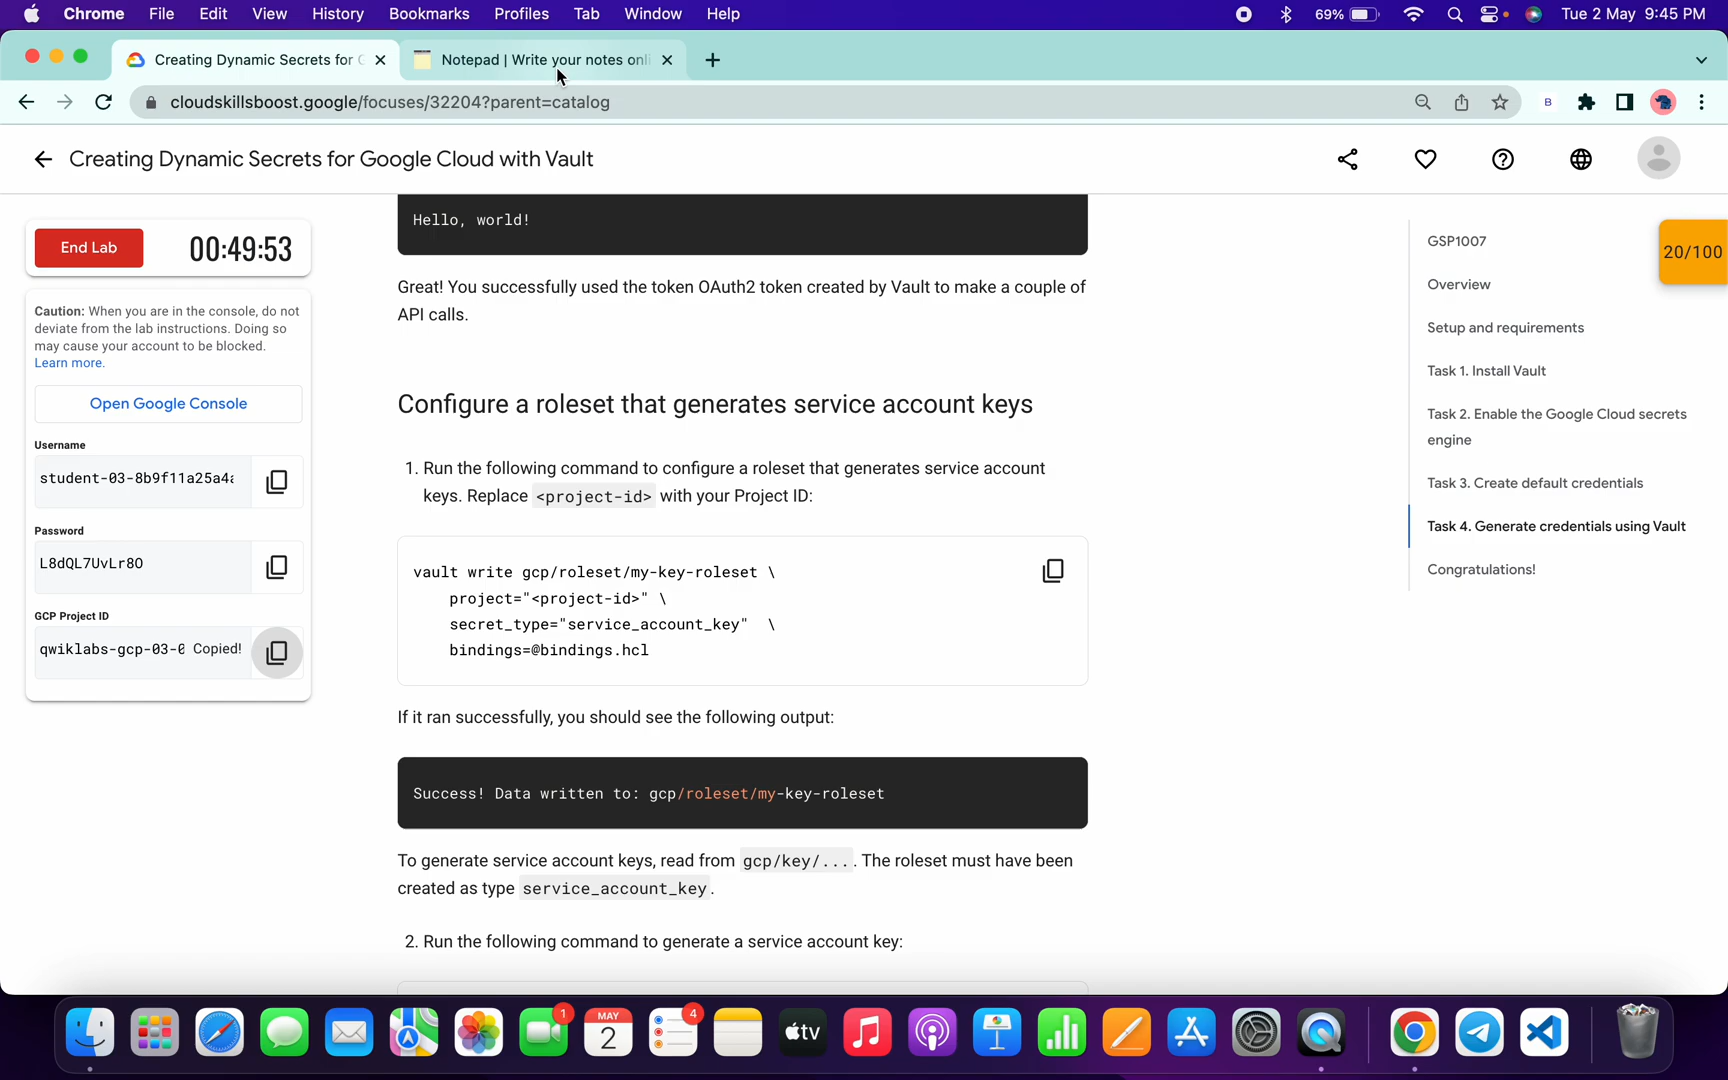 Chrome File Edit View History Bookmarks Profiles Tab Window Help 69% Tue 2 May 9:45 PM
Creating Dynamic Secrets for Notepad | Write your notes onli
cloudskillsboost.google/focuses/32204?parent=catalog B
Creating Dynamic Secrets for Google Cloud with Vault
End Lab 00:49:53
Caution: When you are in the console, do not
deviate from the lab instructions. Doing so
may cause your account to be blocked.
Learn more.
Open Google Console
Username
student-03-8b9f11a25a4
Password
L8dQL7UvLr8O
GCP Project ID
qwiklabs-gcp-03- Copied!
Hello, world!
Great! You successfully used the token OAuth2 token created by Vault to make a couple of
API calls.
Configure a roleset that generates service account keys
1. Run the following command to configure a roleset that generates service account
keys. Replace <project-id> with your Project ID:
vault write gcp/roleset/my-key-roleset \
project="<project-id>" \
secret_type="service_account_key" \
bindings=@bindings.hcl
If it ran successfully, you should see the following output:
Success! Data written to: gcp/roleset/my-key-roleset
To generate service account keys, read from gcp/key/... . The roleset must have been
created as type service_account_key .
2. Run the following command to generate a service account key:
GSP1007
Overview
Setup and requirements
Task 1. Install Vault
Task 2. Enable the Google Cloud secrets
engine
Task 3. Create default credentials
Task 4. Generate credentials using Vault
Congratulations!
20/100
1
MAY
2
4
tv